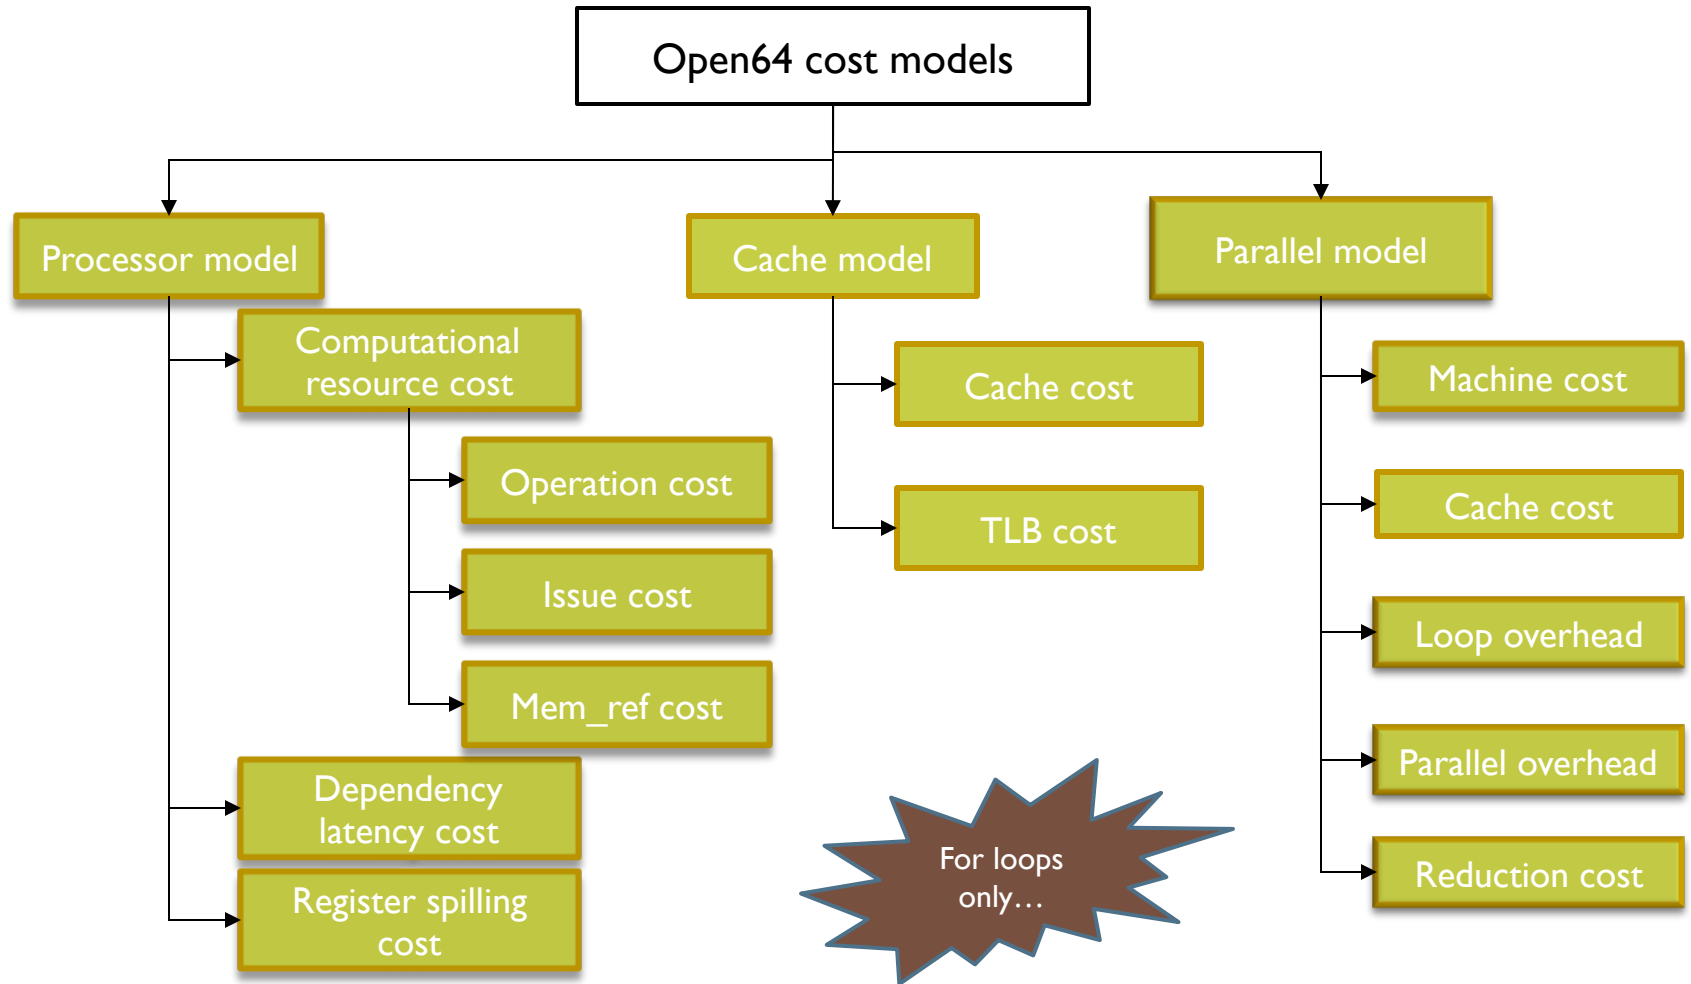 Open64 cost models
Processor model
Cache model
Parallel model
Computational
resource cost
Operation cost
Issue cost
Mem_ref cost
Dependency
latency cost
Register spilling
cost
Cache cost
TLB cost
Machine cost
Cache cost
Loop overhead
Parallel overhead
Reduction cost
For loops
only…